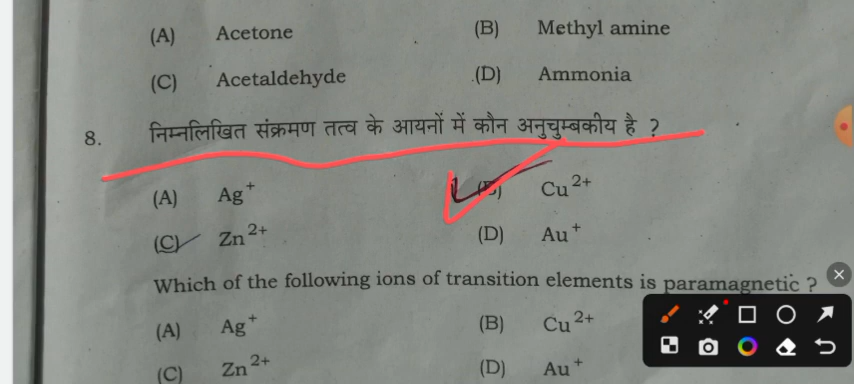 (A) Acetone (B) Methyl amine
(C) Acetaldehyde (D) Ammonia
8. निम्नलिखित संक्रमण तत्व के आयनों में कौन अनुचुम्बकीय है ?
(A) Ag⁺ (B) Cu²⁺
(C) Zn²⁺ (D) Au⁺
Which of the following ions of transition elements is paramagnetic ?
(A) Ag⁺ (B) Cu²⁺
(C) Zn²⁺ (D) Au⁺